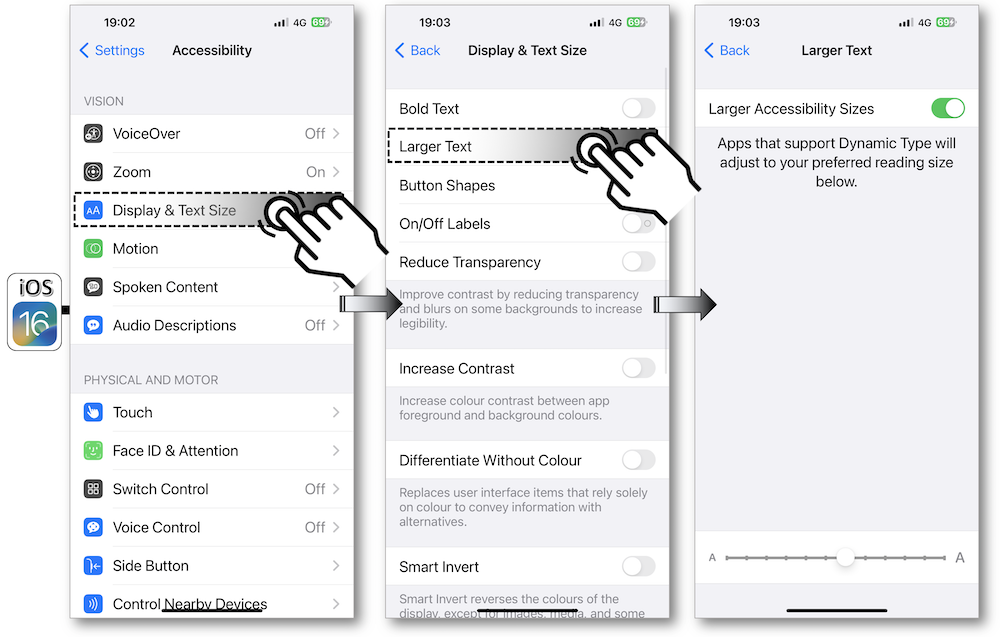 iOS
16
19:02
4G 69
Settings Accessibility
VISION
VoiceOver Off
Zoom On
AA Display & Text Size
Motion
Spoken Content
Audio Descriptions Off
PHYSICAL AND MOTOR
Touch
Face ID & Attention
Switch Control Off
Voice Control Off
Side Button
Control Nearby Devices
19:03
4G 69
Back Display & Text Size
Bold Text
Larger Text
Button Shapes
On/Off Labels
Reduce Transparency
Improve contrast by reducing transparency
and blurs on some backgrounds to increase
legibility.
Increase Contrast
Increase colour contrast between app
foreground and background colours.
Differentiate Without Colour
Replaces user interface items that rely solely
on colour to convey information with
alternatives.
Smart Invert
Smart Invert reverses the colours of the
display, except for images, media, and some
19:03
4G 69
Back Larger Text
Larger Accessibility Sizes
Apps that support Dynamic Type will
adjust to your preferred reading size
below.
A A